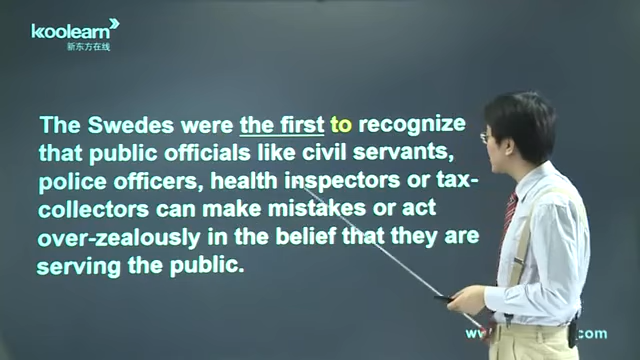 koolearn
新东方在线
The Swedes were the first to recognize
that public officials like civil servants,
police officers, health inspectors or tax-
collectors can make mistakes or act
over-zealously in the belief that they are
serving the public.
.com